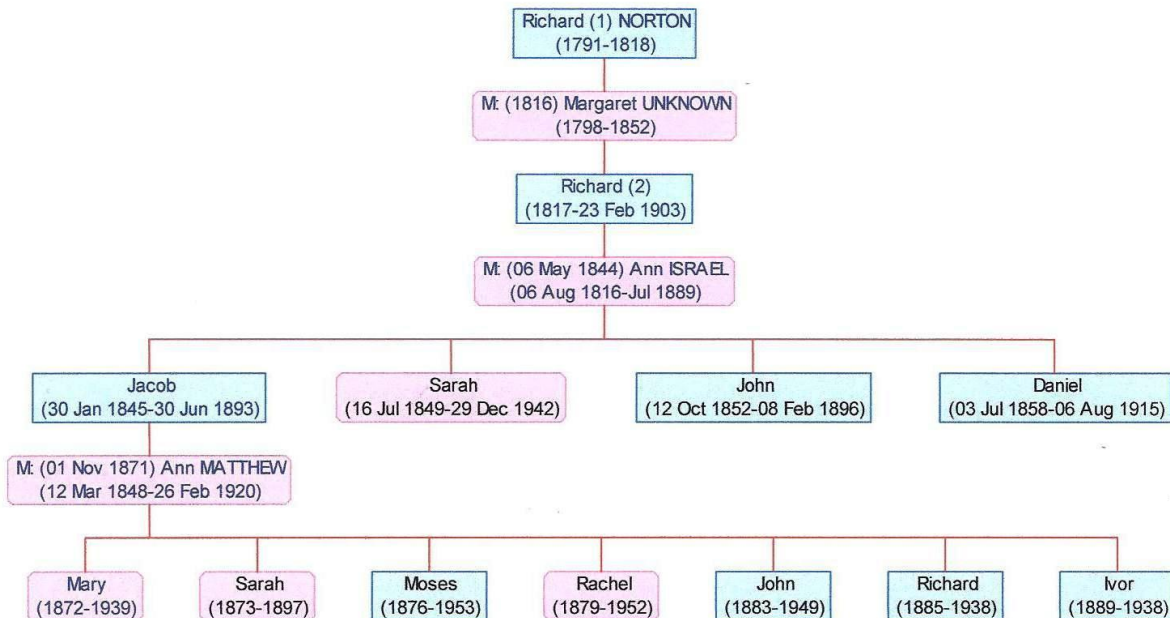 Richard (1) NORTON
(1791-1818)
M: (1816) Margaret UNKNOWN
(1798-1852)
Richard (2)
(1817-23 Feb 1903)
M: (06 May 1844) Ann ISRAEL
(06 Aug 1816-Jul 1889)
Jacob
(30 Jan 1845-30 Jun 1893)
Sarah
(16 Jul 1849-29 Dec 1942)
John
(12 Oct 1852-08 Feb 1896)
Daniel
(03 Jul 1858-06 Aug 1915)
M: (01 Nov 1871) Ann MATTHEW
(12 Mar 1848-26 Feb 1920)
Mary
(1872-1939)
Sarah
(1873-1897)
Moses
(1876-1953)
Rachel
(1879-1952)
John
(1883-1949)
Richard
(1885-1938)
Ivor
(1889-1938)